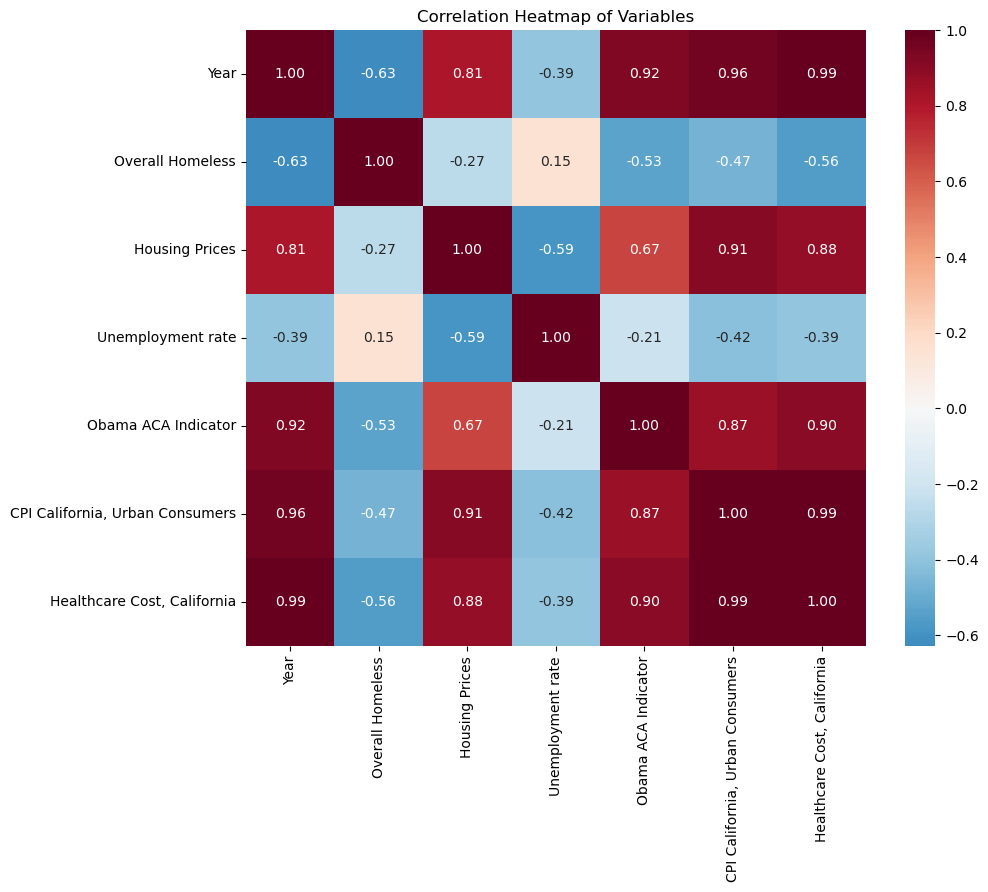 Correlation Heatmap of Variables
Year 1.00 -0.63 0.81 -0.39 0.92 0.96 0.99
Overall Homeless -0.63 1.00 -0.27 0.15 -0.53 -0.47 -0.56
Housing Prices 0.81 -0.27 1.00 -0.59 0.67 0.91 0.88
Unemployment rate -0.39 0.15 -0.59 1.00 -0.21 -0.42 -0.39
Obama ACA Indicator 0.92 -0.53 0.67 -0.21 1.00 0.87 0.90
CPI California, Urban Consumers 0.96 -0.47 0.91 -0.42 0.87 1.00 0.99
Healthcare Cost, California 0.99 -0.56 0.88 -0.39 0.90 0.99 1.00
Year
Overall Homeless
Housing Prices
Unemployment rate
Obama ACA Indicator
CPI California, Urban Consumers
Healthcare Cost, California
1.0
0.8
0.6
0.4
0.2
0.0
−0.2
−0.4
−0.6